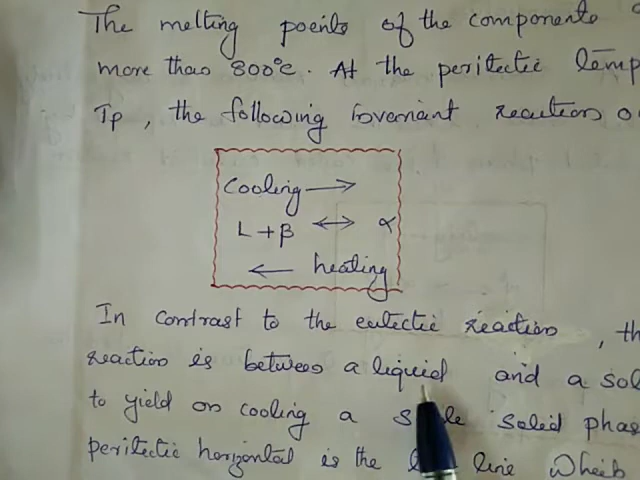 The melting points of the components
more than 800°c. At the peritectic temp
Tp, the following invariant reaction
Cooling →
L + β ↔ α
← heating
In contrast to the eutectic reaction, th
reaction is between a liquid and a sol
to yield on cooling a solid phas
peritectic horizontal is the line which